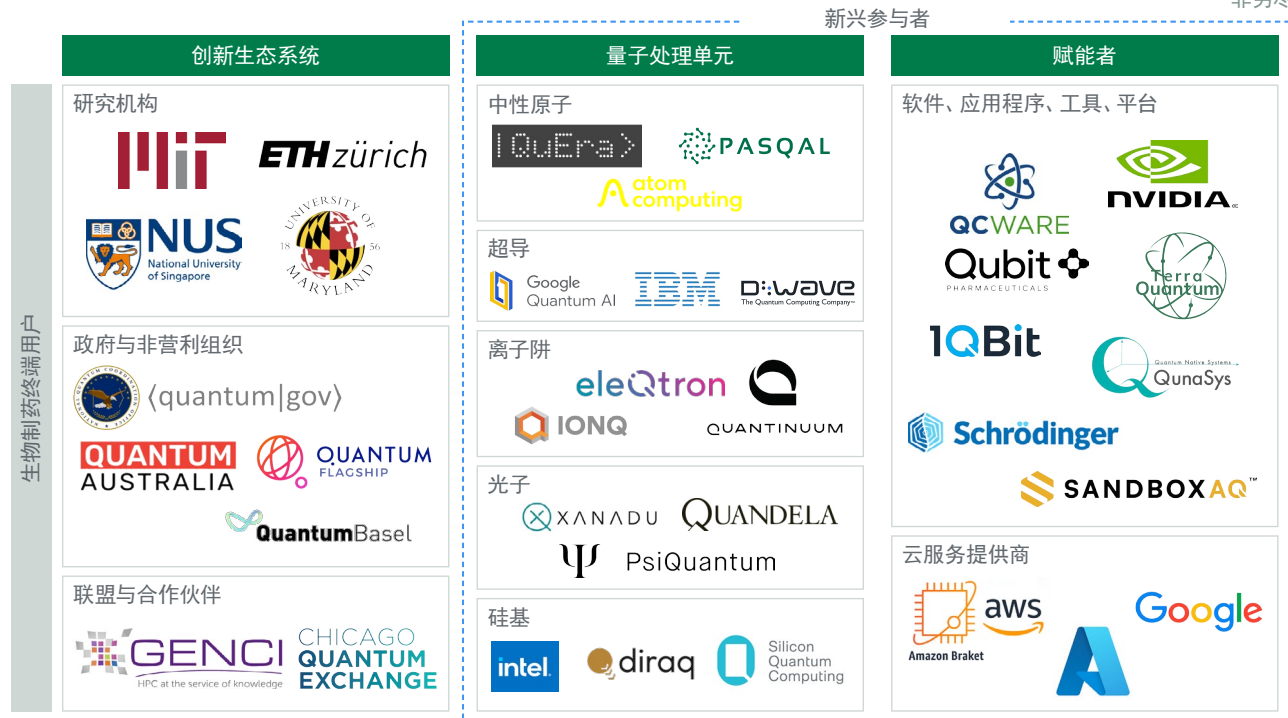 新兴参与者
创新生态系统
量子处理单元
赋能者
生物制药终端用户
研究机构
MIT
ETH zürich
NUS
National University
of Singapore
UNIVERSITY OF
18 56
MARYLAND
政府与非营利组织
⟨quantum|gov⟩
QUANTUM
AUSTRALIA
QUANTUM
FLAGSHIP
QuantumBasel
联盟与合作伙伴
GENCI
HPC at the service of knowledge
CHICAGO
QUANTUM
EXCHANGE
中性原子
|QuEra>
PASQAL
atom
computing
超导
Google
Quantum AI
IBM
D:wave
The Quantum Computing Company™
离子阱
eleQtron
IONQ
QUANTINUUM
光子
XANADU
QUANDELA
PsiQuantum
硅基
intel.
diraq
Silicon
Quantum
Computing
软件、应用程序、工具、平台
QCWARE
NVIDIA
Qubit
PHARMACEUTICALS
Terra
Quantum
1QBit
Quantum Native Systems
QunaSys
Schrödinger
SANDBOXAQ™
云服务提供商
aws
Amazon Braket
Google